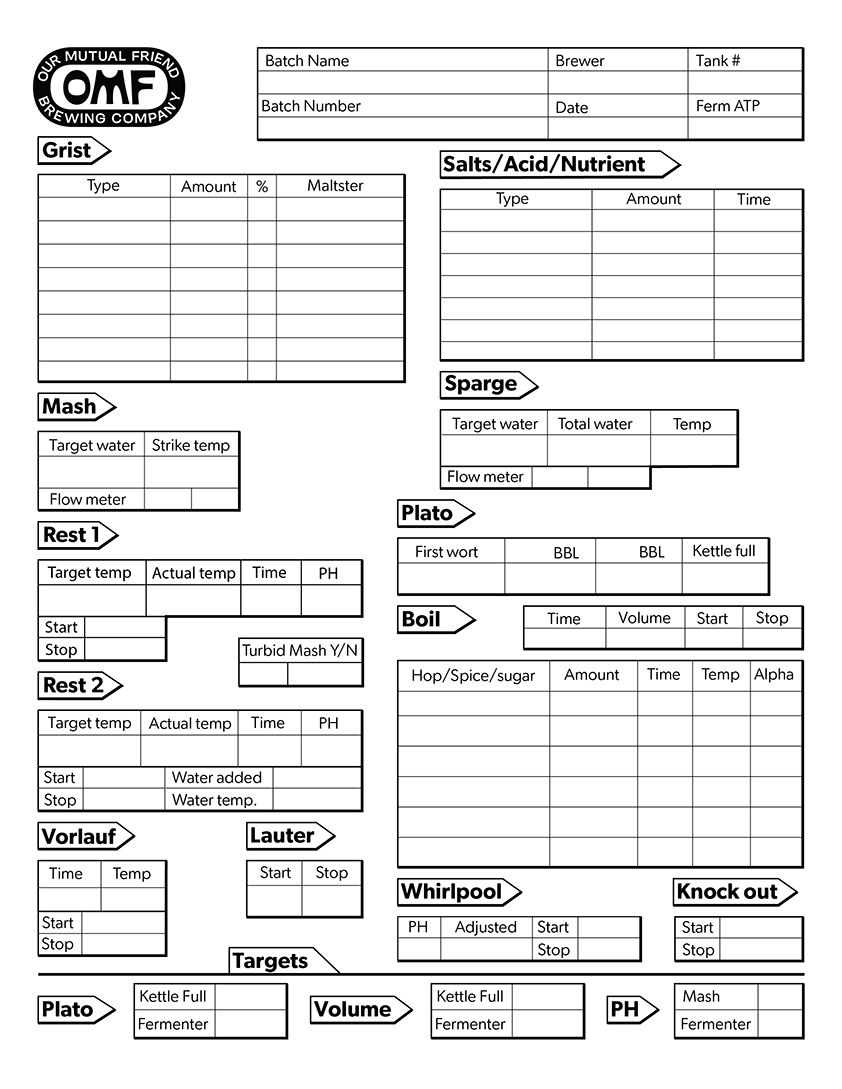 OUR MUTUAL FRIEND
OMF
BREWING COMPANY
Batch Name Brewer Tank #
Batch Number Date Ferm ATP
Grist
Type Amount % Maltster
Salts/Acid/Nutrient
Type Amount Time
Mash
Target water Strike temp
Flow meter
Sparge
Target water Total water Temp
Flow meter
Rest 1
Target temp Actual temp Time PH
Start
Stop
Turbid Mash Y/N
Plato
First wort BBL BBL Kettle full
Boil
Time Volume Start Stop
Hop/Spice/sugar Amount Time Temp Alpha
Rest 2
Target temp Actual temp Time PH
Start Water added
Stop Water temp.
Vorlauf
Time Temp
Start
Stop
Lauter
Start Stop
Whirlpool
PH Adjusted Start
Stop
Knock out
Start
Stop
Targets
Plato
Kettle Full
Fermenter
Volume
Kettle Full
Fermenter
PH
Mash
Fermenter